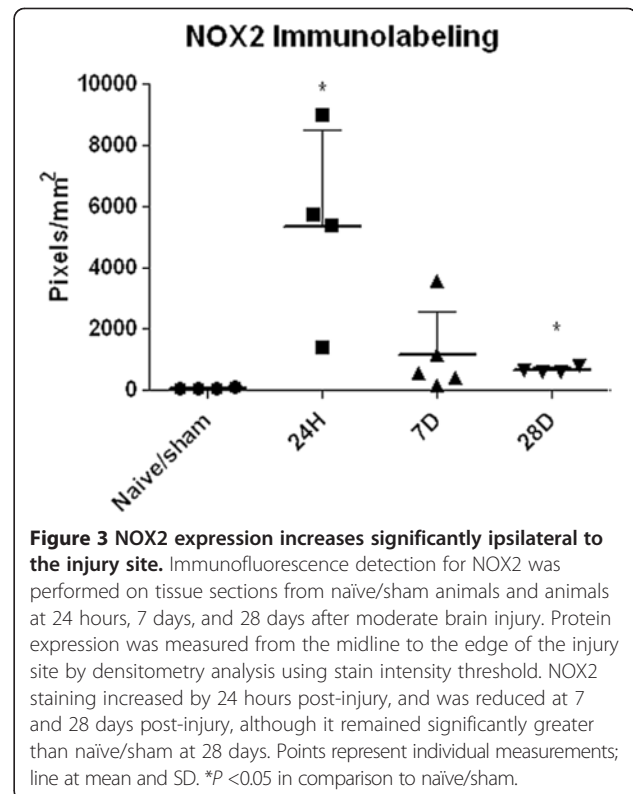 NOX2 Immunolabeling
Pixels/mm²
10000
8000
6000
4000
2000
0
*
*
Naive/sham
24H
7D
28D
Figure 3 NOX2 expression increases significantly ipsilateral to
the injury site. Immunofluorescence detection for NOX2 was
performed on tissue sections from naïve/sham animals and animals
at 24 hours, 7 days, and 28 days after moderate brain injury. Protein
expression was measured from the midline to the edge of the injury
site by densitometry analysis using stain intensity threshold. NOX2
staining increased by 24 hours post-injury, and was reduced at 7
and 28 days post-injury, although it remained significantly greater
than naïve/sham at 28 days. Points represent individual measurements;
line at mean and SD. *P <0.05 in comparison to naïve/sham.